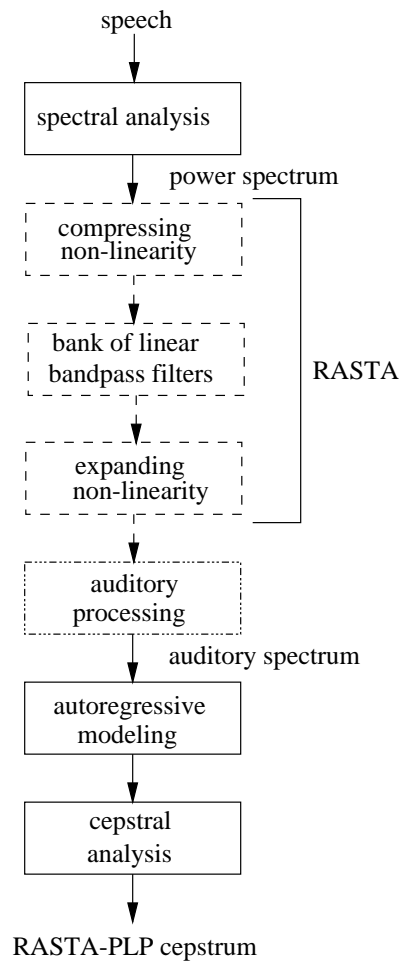 speech
spectral analysis
power spectrum
compressing
non-linearity
bank of linear
bandpass filters
RASTA
expanding
non-linearity
auditory
processing
auditory spectrum
autoregressive
modeling
cepstral
analysis
RASTA-PLP cepstrum